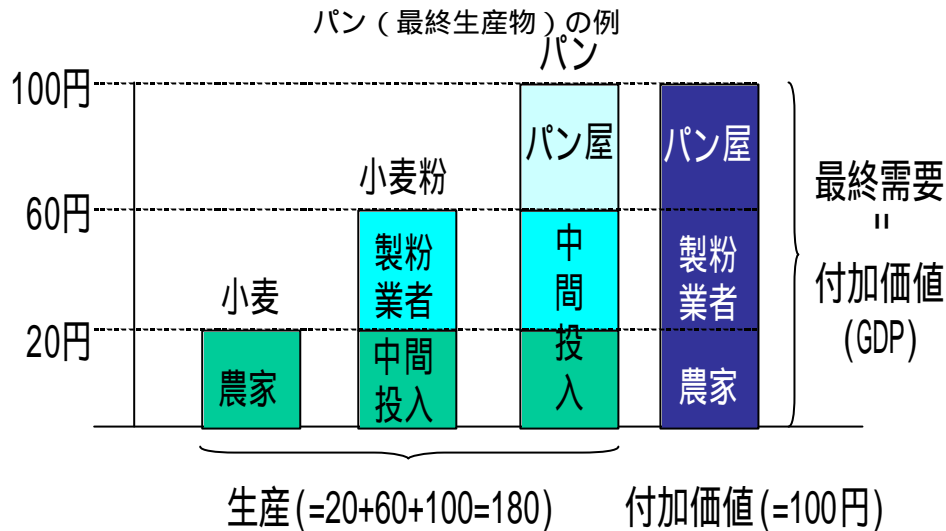 パン(最終生産物)の例
パン
100円
パン屋
パン屋
小麦粉
最終需要
=
付加価値
(GDP)
60円
製粉
業者
中
間
投
入
製粉
業者
小麦
20円
農家
中間
投入
農家
生産(=20+60+100=180)
付加価値(=100円)